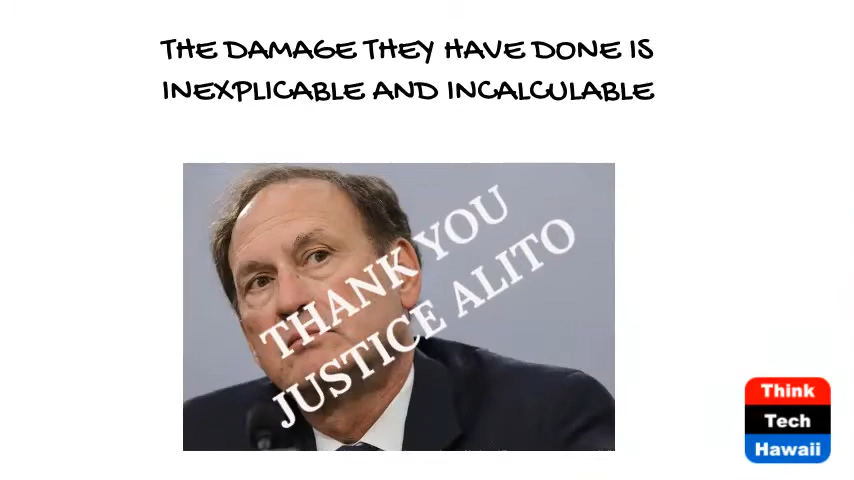 THE DAMAGE THEY HAVE DONE IS
INEXPLICABLE AND INCALCULABLE
THANK YOU
JUSTICE ALITO
Think
Tech
Hawaii